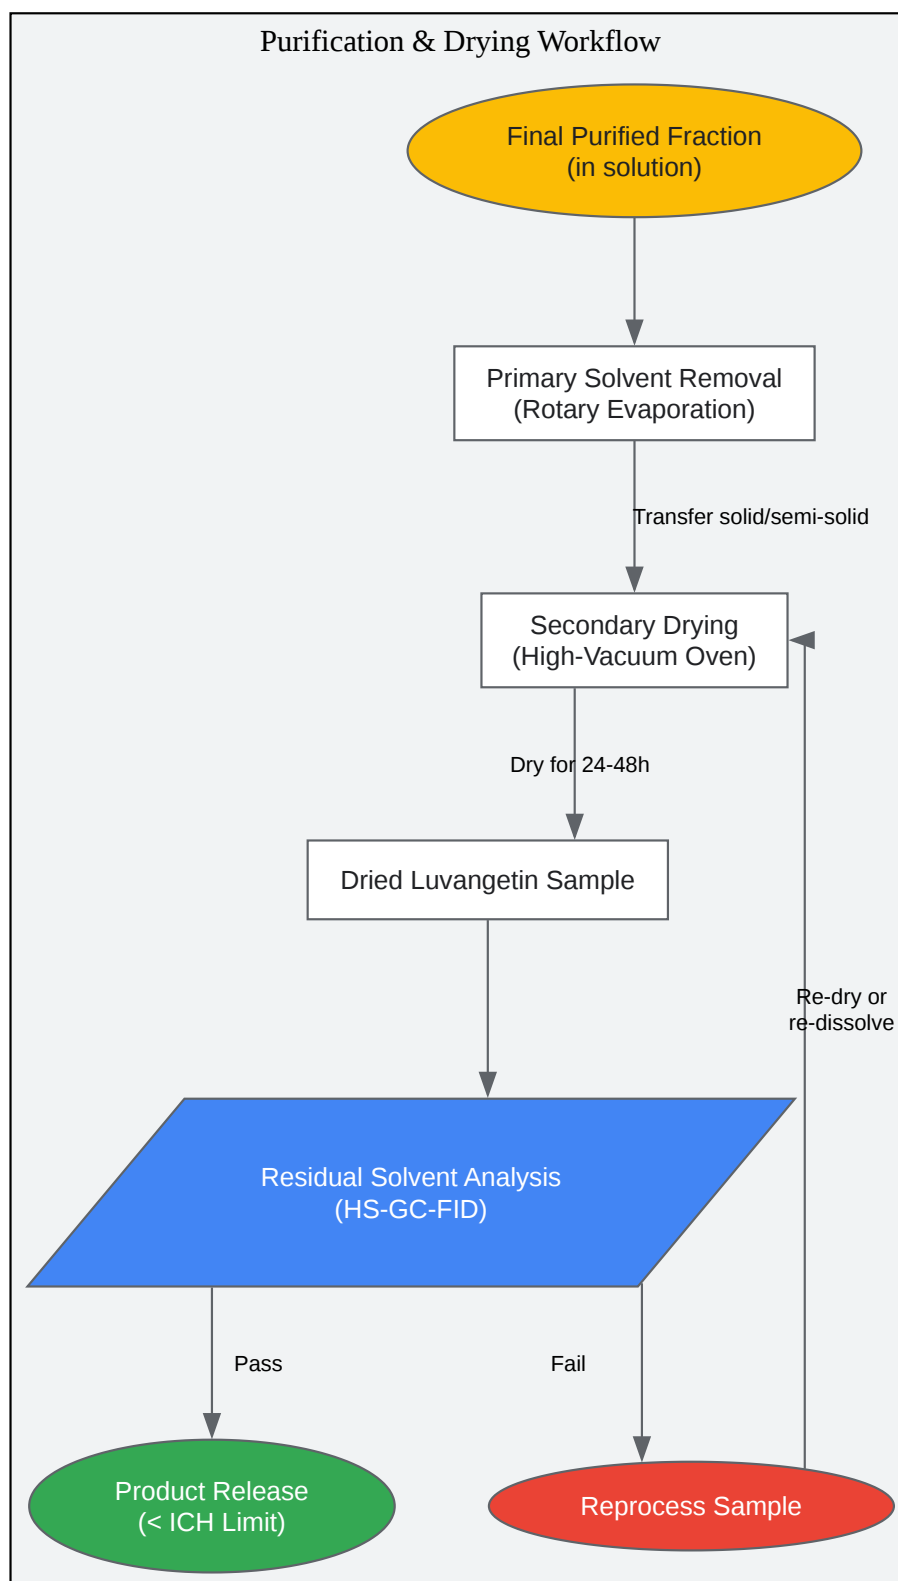 Purification & Drying Workflow
Final Purified Fraction
(in solution)
Primary Solvent Removal
(Rotary Evaporation)
Transfer solid/semi-solid
Secondary Drying
(High-Vacuum Oven)
Dry for 24-48h
Dried Luvangetin Sample
Re-dry or
re-dissolve
Residual Solvent Analysis
(HS-GC-FID)
Pass
Fail
Product Release
(< ICH Limit)
Reprocess Sample